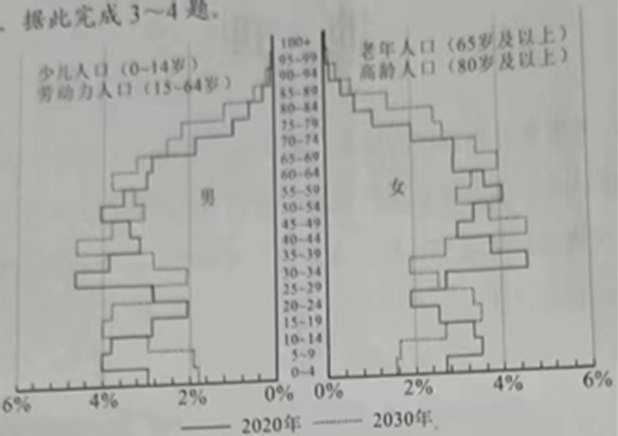 据此完成3～4题。
少儿人口（0~14岁）
劳动力人口（15~64岁）
老年人口（65岁及以上）
高龄人口（80岁及以上）
100+
95~99
90~94
85~89
80~84
75~79
70~74
65~69
60~64
55~59
50~54
45~49
40~44
35~39
30~34
25~29
20~24
15~19
10~14
5~9
0~4
男
女
6% 4% 2% 0% 0% 2% 4% 6%
2020年 2030年